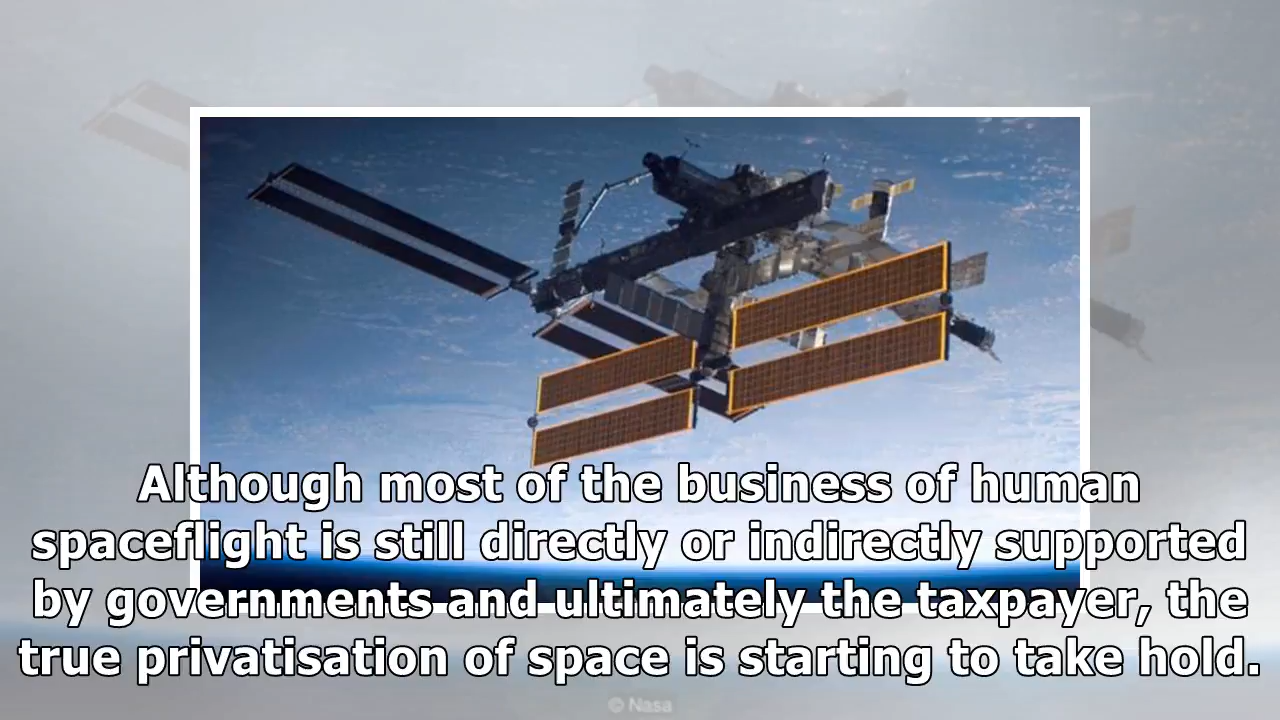 Although most of the business of human
spaceflight is still directly or indirectly supported
by governments and ultimately the taxpayer, the
true privatisation of space is starting to take hold.
© Nasa